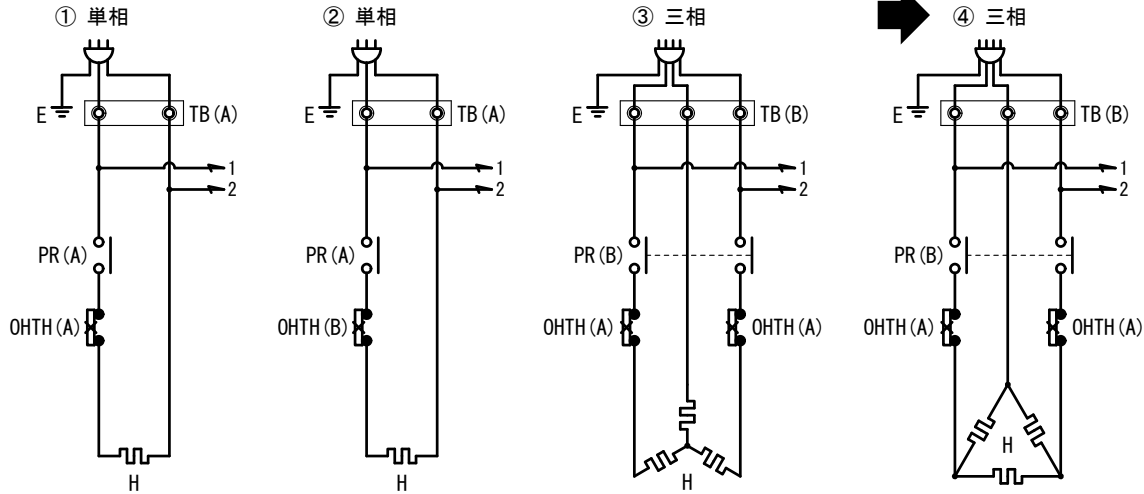 ① 単相
② 単相
③ 三相
④ 三相
E
TB(A)
E
TB(A)
E
TB(B)
E
TB(B)
1
2
1
2
1
2
1
2
PR(A)
PR(A)
PR(B)
PR(B)
OHTH(A)
OHTH(B)
OHTH(A)
OHTH(A)
OHTH(A)
OHTH(A)
H
H
H
H